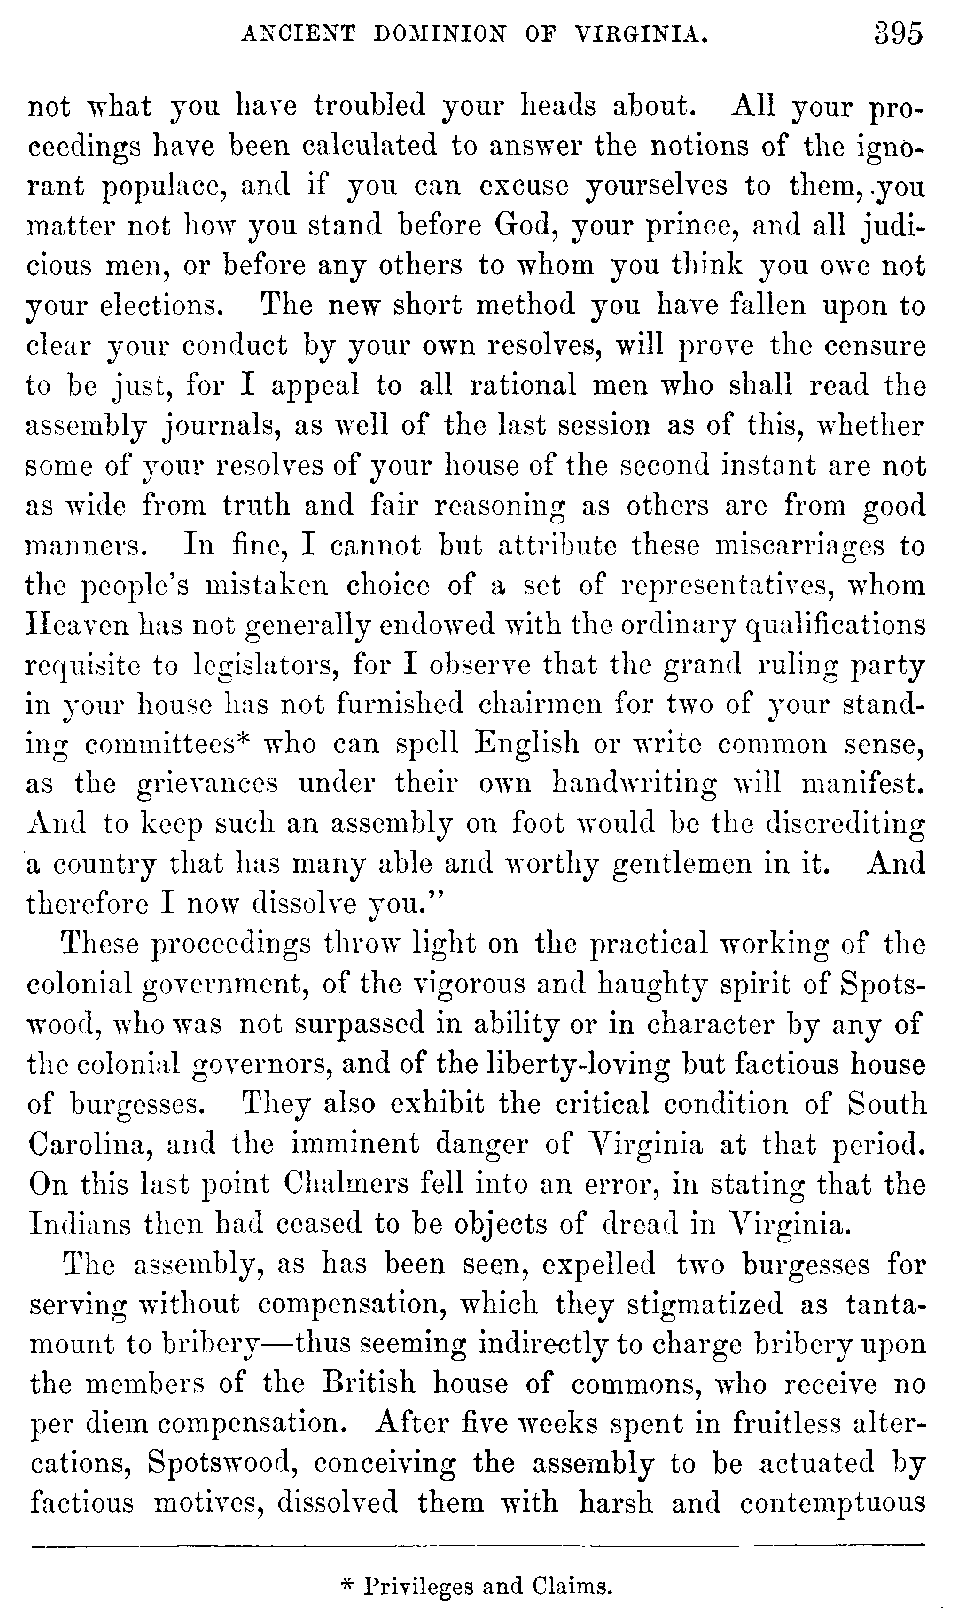 ANCIENT DOMINION OF VIRGINIA. 395
not what you have troubled your heads about. All your pro-
ceedings have been calculated to answer the notions of the igno-
rant populace, and if you can excuse yourselves to them, .you
matter not how you stand before God, your prince, and all judi-
cious men, or before any others to whom you think you owe not
your elections. The new short method you have fallen upon to
clear your conduct by your own resolves, will prove the censure
to be just, for I appeal to all rational men who shall read the
assembly journals, as well of the last session as of this, whether
some of your resolves of your house of the second instant are not
as wide from truth and fair reasoning as others are from good
manners. In fine, I cannot but attribute these miscarriages to
the people's mistaken choice of a set of representatives, whom
Heaven has not generally endowed with the ordinary qualifications
requisite to legislators, for I observe that the grand ruling party
in your house has not furnished chairmen for two of your stand-
ing committees* who can spell English or write common sense,
as the grievances under their own handwriting will manifest.
And to keep such an assembly on foot would be the discrediting
a country that has many able and worthy gentlemen in it. And
therefore I now dissolve you."
These proceedings throw light on the practical working of the
colonial government, of the vigorous and haughty spirit of Spots-
wood, who was not surpassed in ability or in character by any of
the colonial governors, and of the liberty-loving but factious house
of burgesses. They also exhibit the critical condition of South
Carolina, and the imminent danger of Virginia at that period.
On this last point Chalmers fell into an error, in stating that the
Indians then had ceased to be objects of dread in Virginia.
The assembly, as has been seen, expelled two burgesses for
serving without compensation, which they stigmatized as tanta-
mount to bribery—thus seeming indirectly to charge bribery upon
the members of the British house of commons, who receive no
per diem compensation. After five weeks spent in fruitless alter-
cations, Spotswood, conceiving the assembly to be actuated by
factious motives, dissolved them with harsh and contemptuous
* Privileges and Claims.